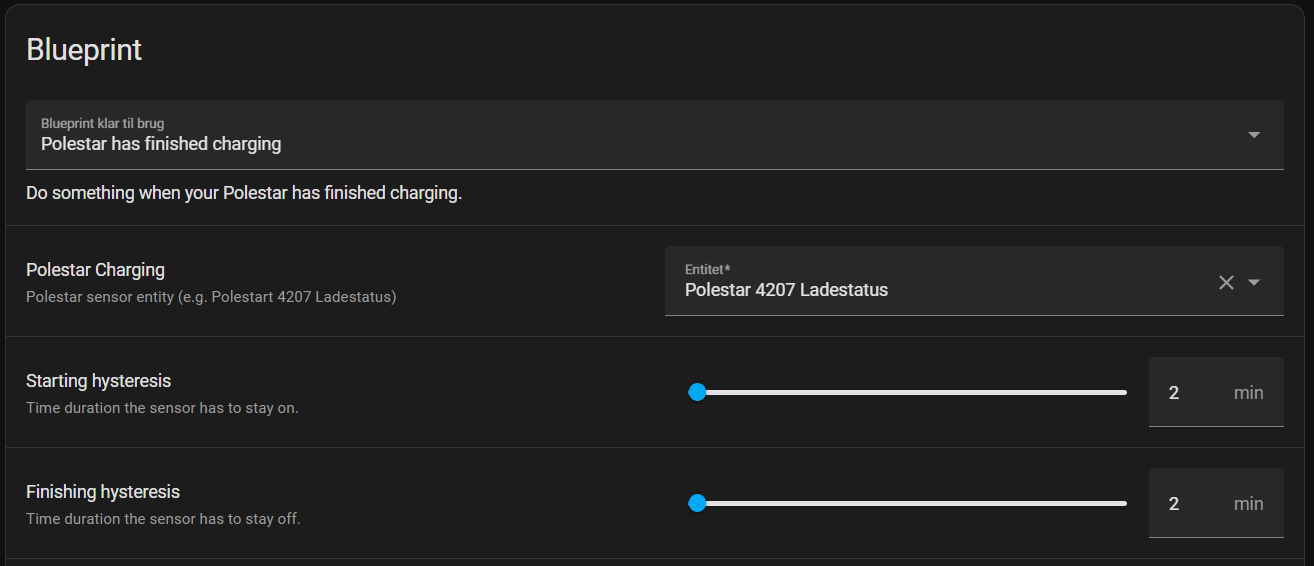 Blueprint
Blueprint klar til brug
Polestar has finished charging
Do something when your Polestar has finished charging.
Polestar Charging
Polestar sensor entity (e.g. Polestart 4207 Ladestatus)
Entitet*
Polestar 4207 Ladestatus
Starting hysteresis
Time duration the sensor has to stay on.
2 min
Finishing hysteresis
Time duration the sensor has to stay off.
2 min